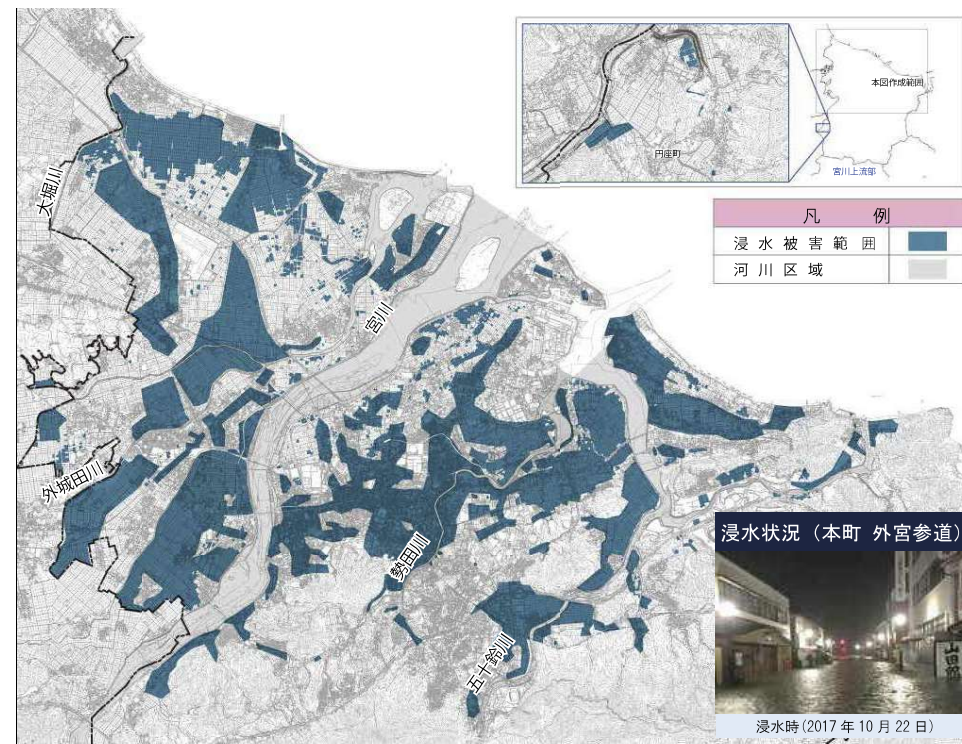 本図作成範囲
円座町
宮川上流部
凡 例
浸水被害範囲
河川区域
大堀川
宮川
外城田川
勢田川
五十鈴川
浸水状況（本町 外宮参道）
浸水時(2017年10月22日)